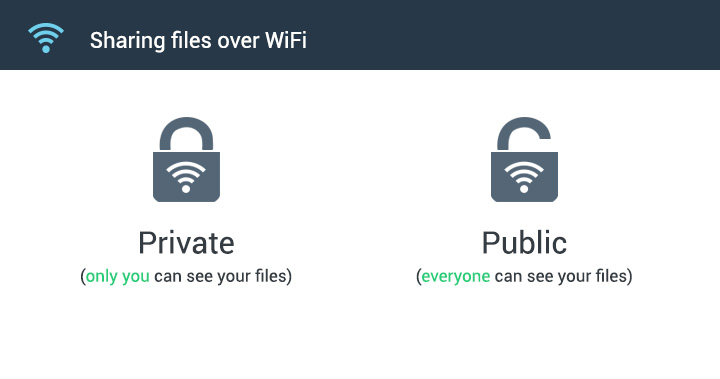 Sharing files over WiFi
Private
(only you can see your files)
Public
(everyone can see your files)